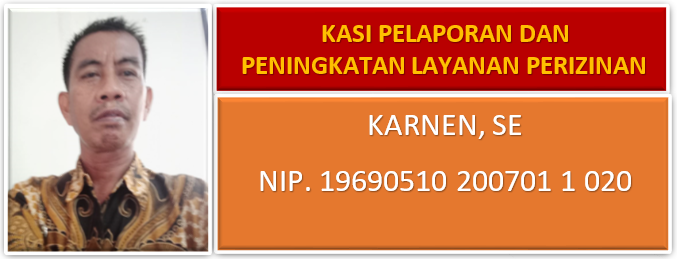 KASI PELAPORAN DAN
PENINGKATAN LAYANAN PERIZINAN
KARNEN, SE
NIP. 19690510 200701 1 020